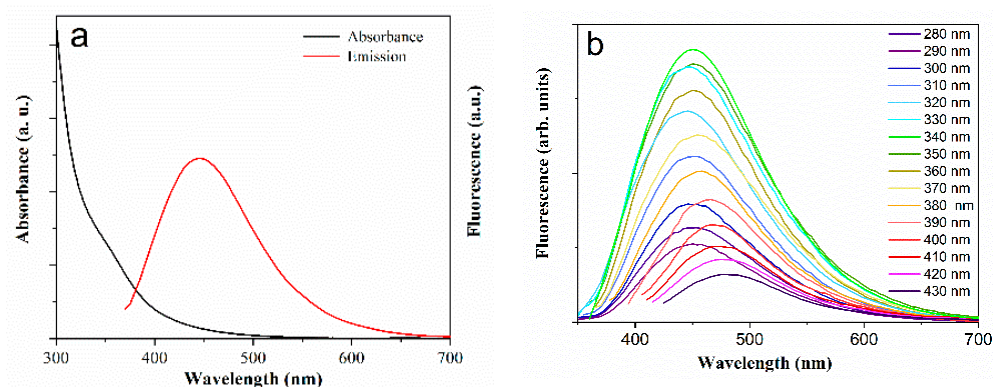 a
Absorbance
Emission
Absorbance (a. u.)
Fluorescence (a.u.)
300
400
500
600
700
Wavelength (nm)
b
280 nm
290 nm
300 nm
310 nm
320 nm
330 nm
340 nm
350 nm
360 nm
370 nm
380 nm
390 nm
400 nm
410 nm
420 nm
430 nm
Fluorescence (arb. units)
400
500
600
700
Wavelength (nm)